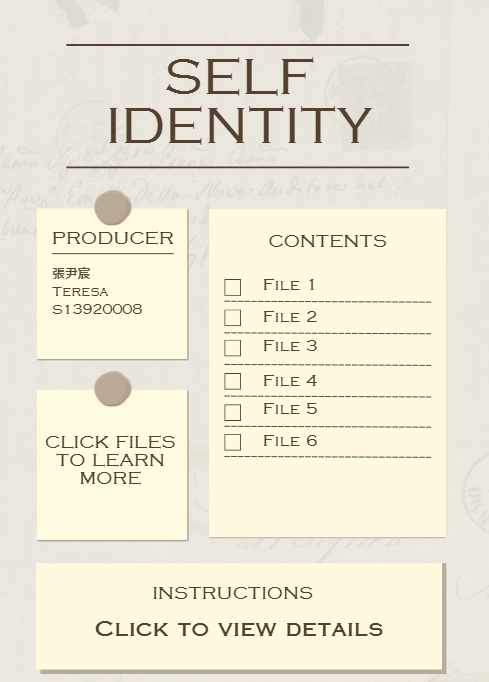 SELF
IDENTITY
PRODUCER
張尹宸
TERESA
S13920008
CONTENTS
FILE 1
FILE 2
FILE 3
FILE 4
FILE 5
FILE 6
CLICK FILES
TO LEARN
MORE
INSTRUCTIONS
CLICK TO VIEW DETAILS